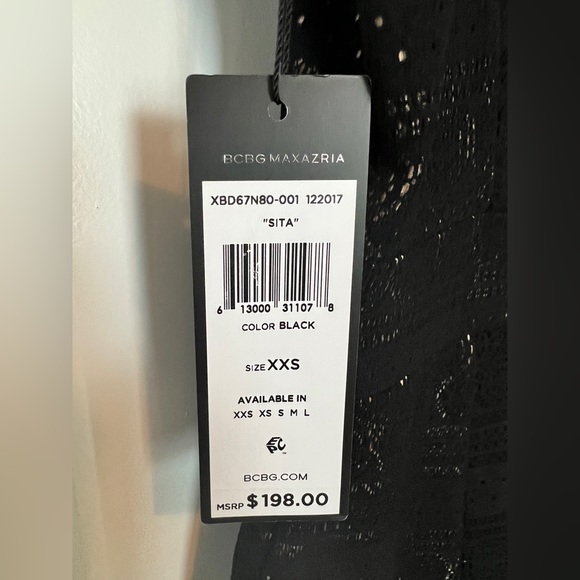 BCBGMAXAZRIA
XBD67N80-001 122017
"SITA"
6 13000 31107 8
COLOR BLACK
SIZE XXS
AVAILABLE IN
XXS XS S M L
EPC™
BCBG.COM
MSRP $198.00